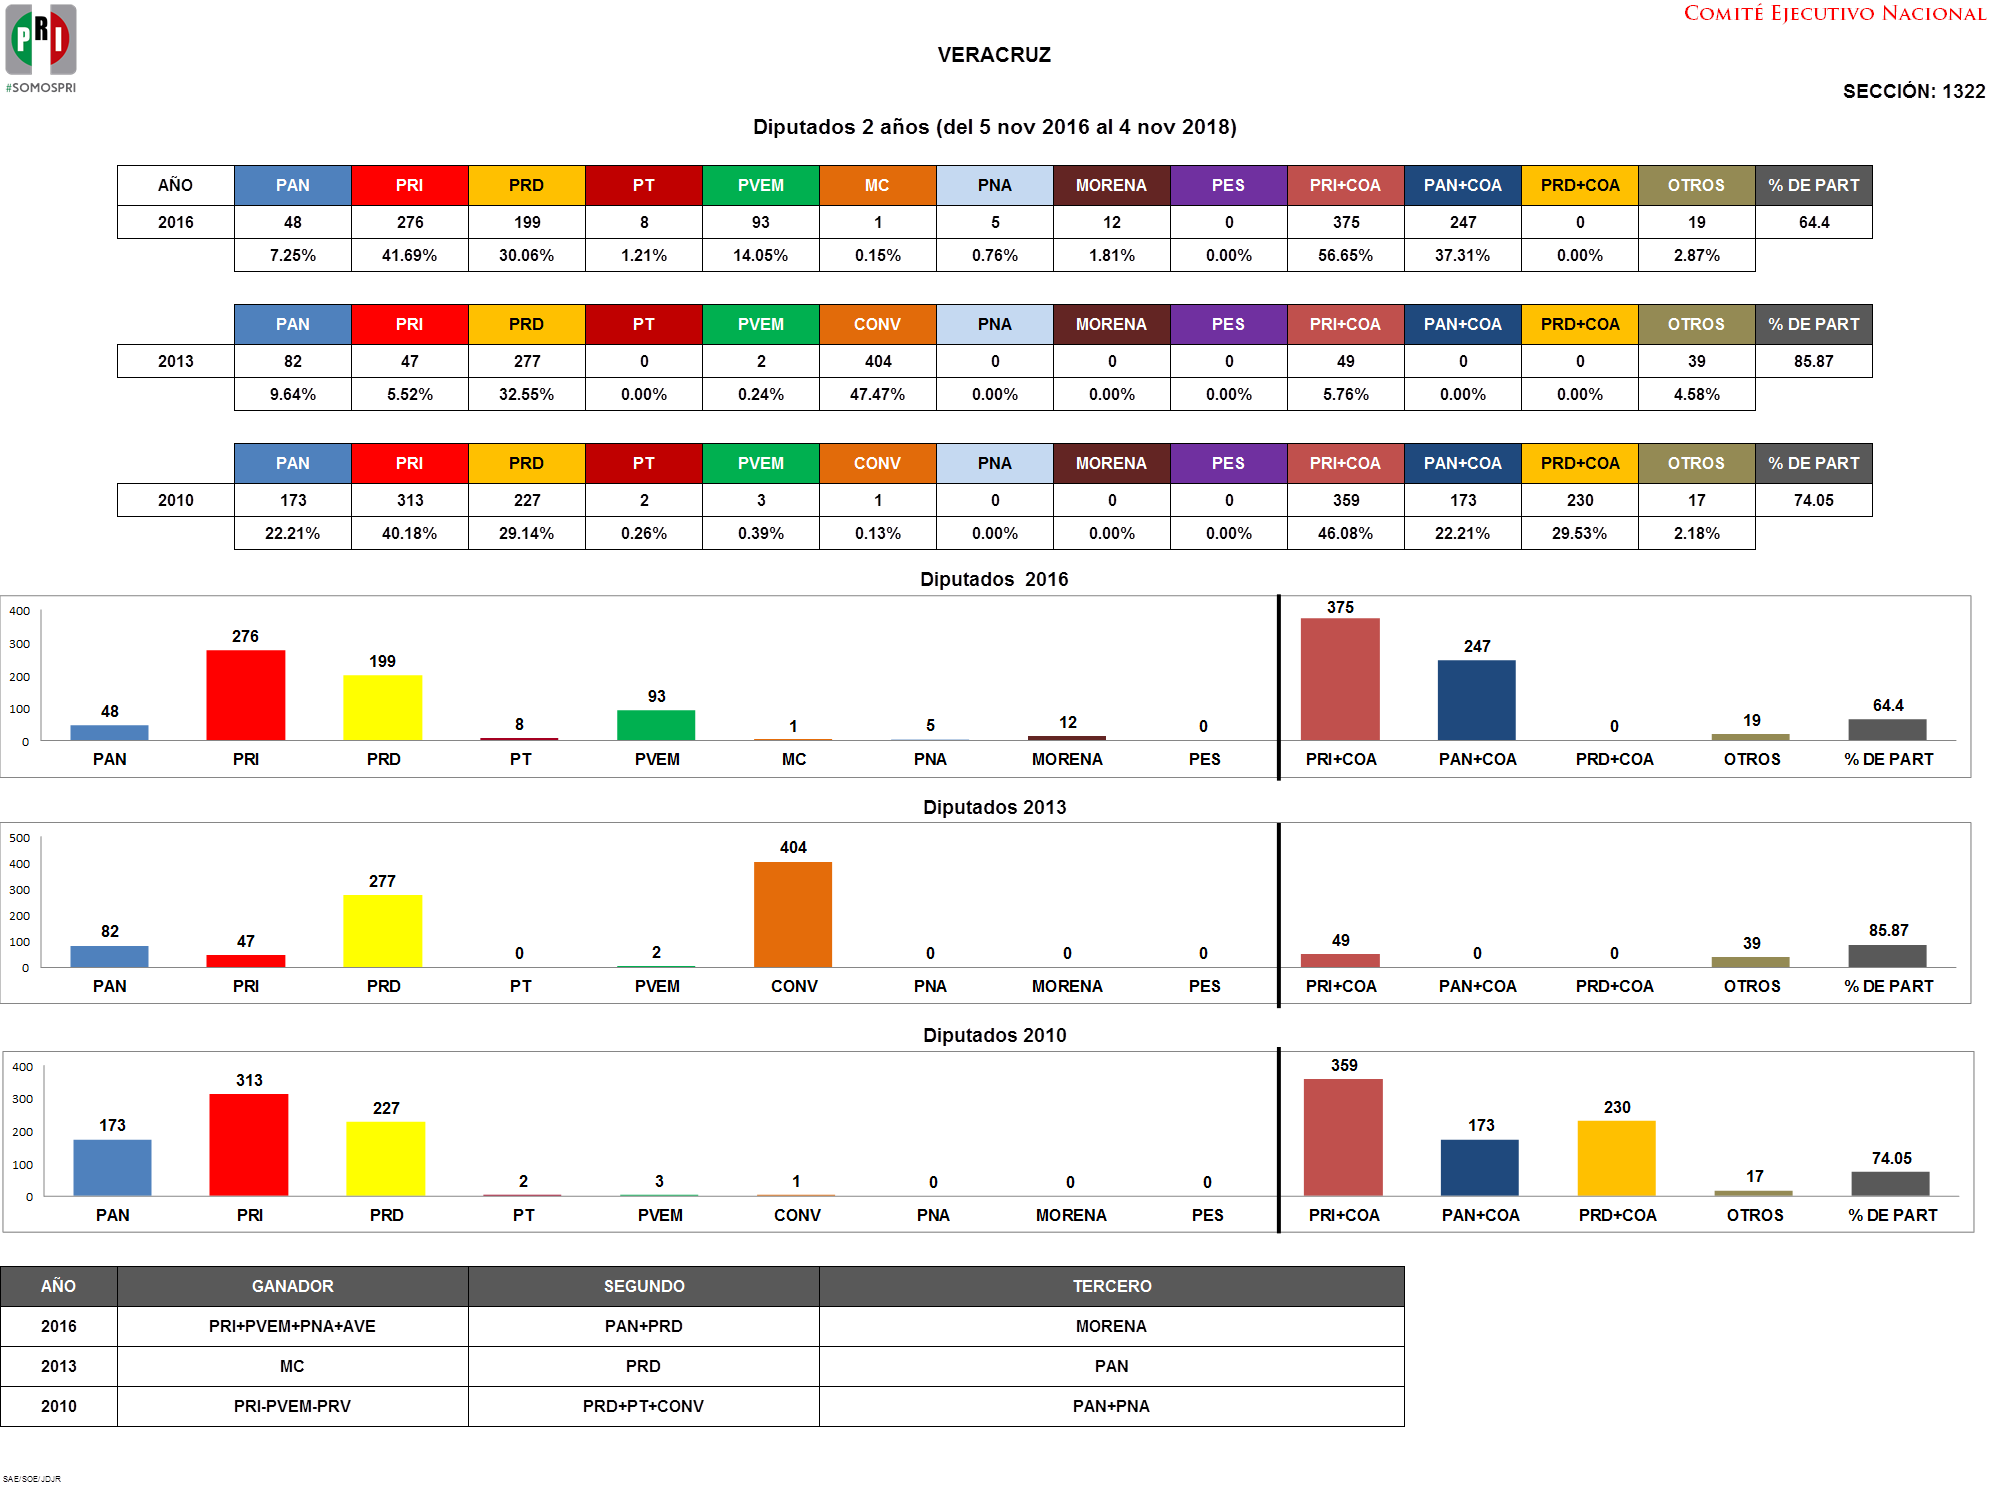 PRI
#SOMOSPRI
COMITÉ EJECUTIVO NACIONAL
VERACRUZ
SECCIÓN: 1322
Diputados 2 años (del 5 nov 2016 al 4 nov 2018)
AÑO PAN PRI PRD PT PVEM MC PNA MORENA PES PRI+COA PAN+COA PRD+COA OTROS % DE PART
2016 48 276 199 8 93 1 5 12 0 375 247 0 19 64.4
7.25% 41.69% 30.06% 1.21% 14.05% 0.15% 0.76% 1.81% 0.00% 56.65% 37.31% 0.00% 2.87%
PAN PRI PRD PT PVEM CONV PNA MORENA PES PRI+COA PAN+COA PRD+COA OTROS % DE PART
2013 82 47 277 0 2 404 0 0 0 49 0 0 39 85.87
9.64% 5.52% 32.55% 0.00% 0.24% 47.47% 0.00% 0.00% 0.00% 5.76% 0.00% 0.00% 4.58%
PAN PRI PRD PT PVEM CONV PNA MORENA PES PRI+COA PAN+COA PRD+COA OTROS % DE PART
2010 173 313 227 2 3 1 0 0 0 359 173 230 17 74.05
22.21% 40.18% 29.14% 0.26% 0.39% 0.13% 0.00% 0.00% 0.00% 46.08% 22.21% 29.53% 2.18%
Diputados 2016
400
300
200
100
0
48 276 199 8 93 1 5 12 0 375 247 0 19 64.4
PAN PRI PRD PT PVEM MC PNA MORENA PES PRI+COA PAN+COA PRD+COA OTROS % DE PART
Diputados 2013
500
400
300
200
100
0
82 47 277 0 2 404 0 0 0 49 0 0 39 85.87
PAN PRI PRD PT PVEM CONV PNA MORENA PES PRI+COA PAN+COA PRD+COA OTROS % DE PART
Diputados 2010
400
300
200
100
0
173 313 227 2 3 1 0 0 0 359 173 230 17 74.05
PAN PRI PRD PT PVEM CONV PNA MORENA PES PRI+COA PAN+COA PRD+COA OTROS % DE PART
AÑO GANADOR SEGUNDO TERCERO
2016 PRI+PVEM+PNA+AVE PAN+PRD MORENA
2013 MC PRD PAN
2010 PRI-PVEM-PRV PRD+PT+CONV PAN+PNA
SAE/SOE/JDJR